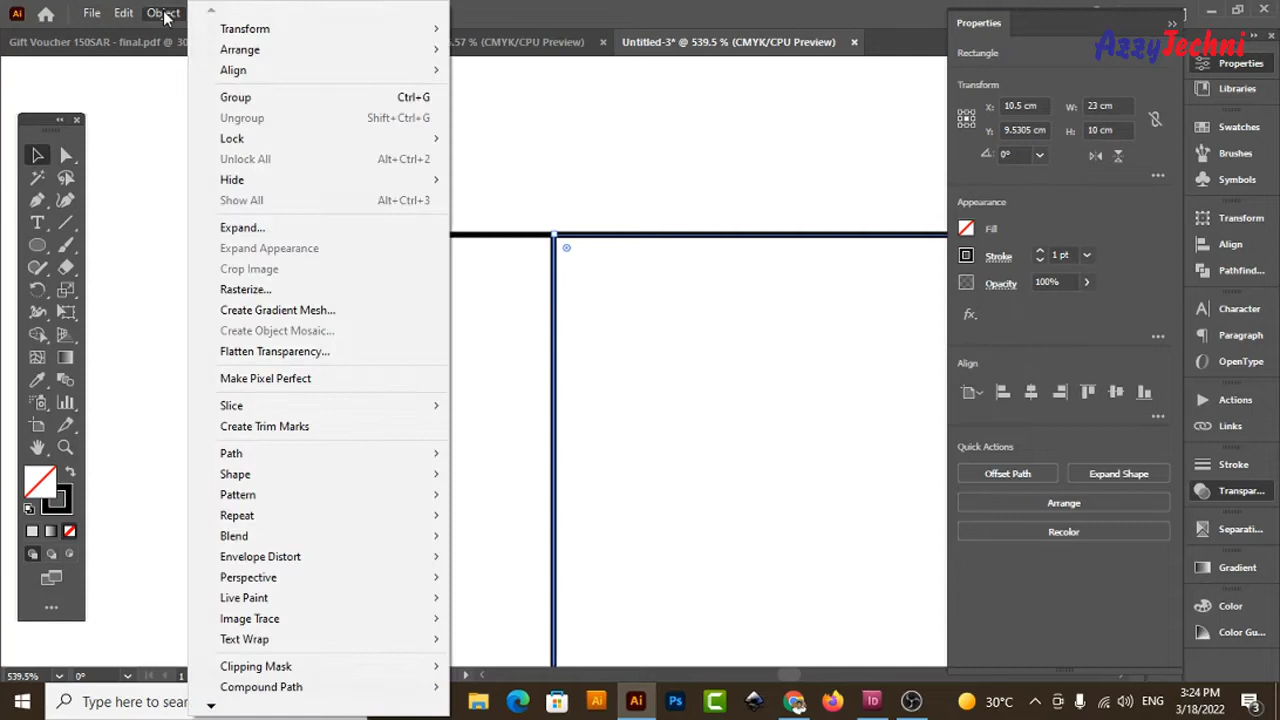 Ai File Edit Object
Gift Voucher 150SAR - final.pdf @ 30
.57 % (CMYK/CPU Preview) ×
Untitled-3* @ 539.5 % (CMYK/CPU Preview) ×
AzzyTechni
Transform
Arrange
Align
Group Ctrl+G
Ungroup Shift+Ctrl+G
Lock
Unlock All Alt+Ctrl+2
Hide
Show All Alt+Ctrl+3
Expand...
Expand Appearance
Crop Image
Rasterize...
Create Gradient Mesh...
Create Object Mosaic...
Flatten Transparency...
Make Pixel Perfect
Slice
Create Trim Marks
Path
Shape
Pattern
Repeat
Blend
Envelope Distort
Perspective
Live Paint
Image Trace
Text Wrap
Clipping Mask
Compound Path
Properties
Rectangle
Transform
X: 10.5 cm W: 23 cm
Y: 9.5305 cm H: 10 cm
0°
Appearance
Fill
Stroke 1 pt
Opacity 100%
fx.
Align
Quick Actions
Offset Path Expand Shape
Arrange
Recolor
Properties
Libraries
Swatches
Brushes
Symbols
Transform
Align
Pathfind...
Character
Paragraph
OpenType
Actions
Links
Stroke
Transpar...
Separati...
Gradient
Color
Color Gu...
539.5% 0° 1
Type here to sear
Ai Ai Ps C Id
30°C ENG
3:24 PM
3/18/2022
3